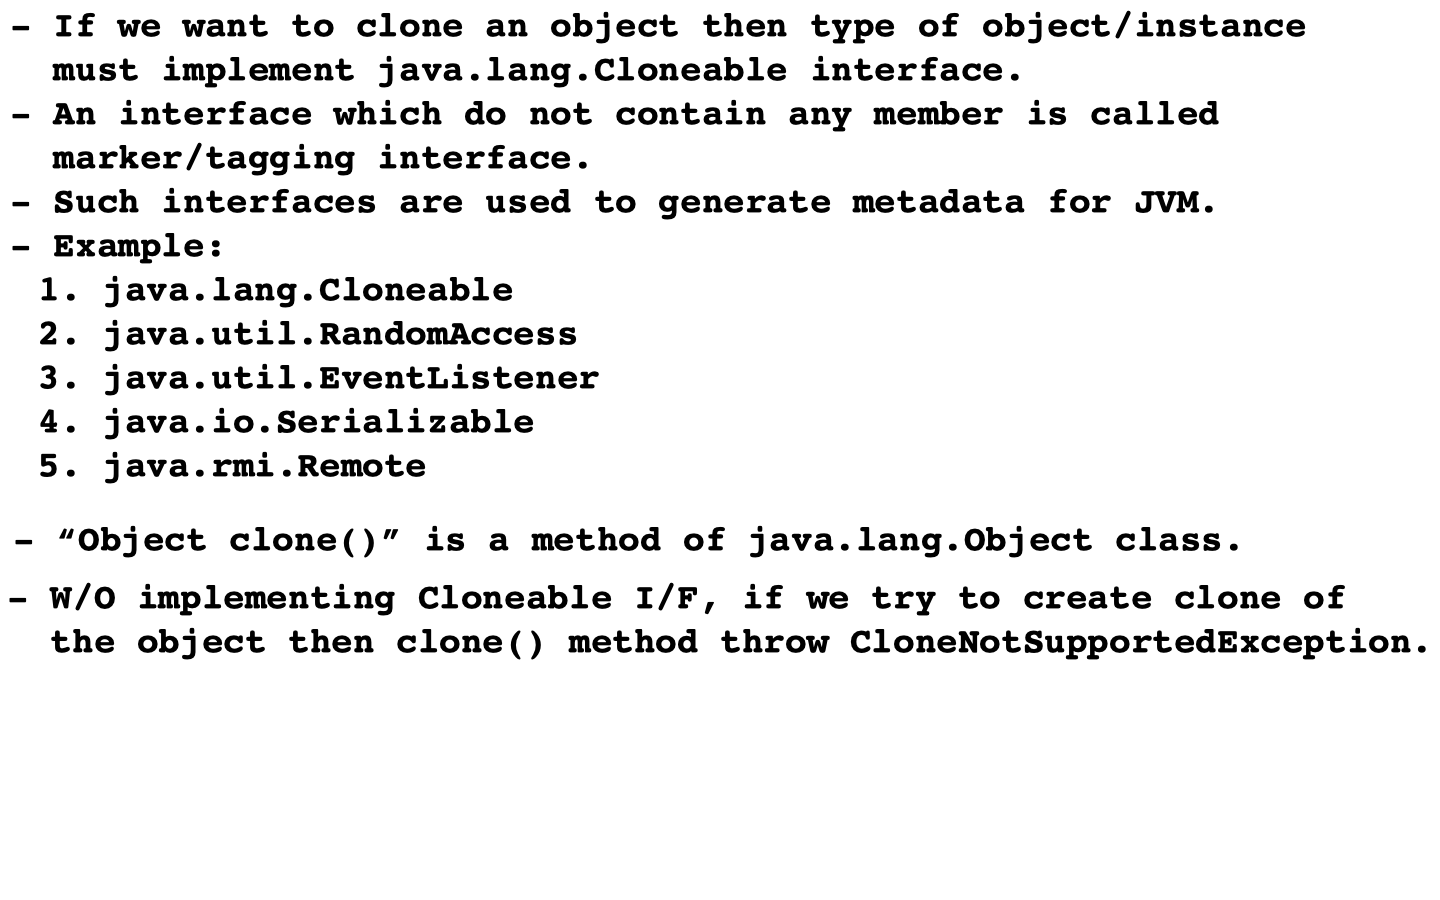 - If we want to clone an object then type of object/instance
must implement java.lang.Cloneable interface.
- An interface which do not contain any member is called
marker/tagging interface.
- Such interfaces are used to generate metadata for JVM.
- Example:
1. java.lang.Cloneable
2. java.util.RandomAccess
3. java.util.EventListener
4. java.io.Serializable
5. java.rmi.Remote
- “Object clone()” is a method of java.lang.Object class.
- W/O implementing Cloneable I/F, if we try to create clone of
the object then clone() method throw CloneNotSupportedException.